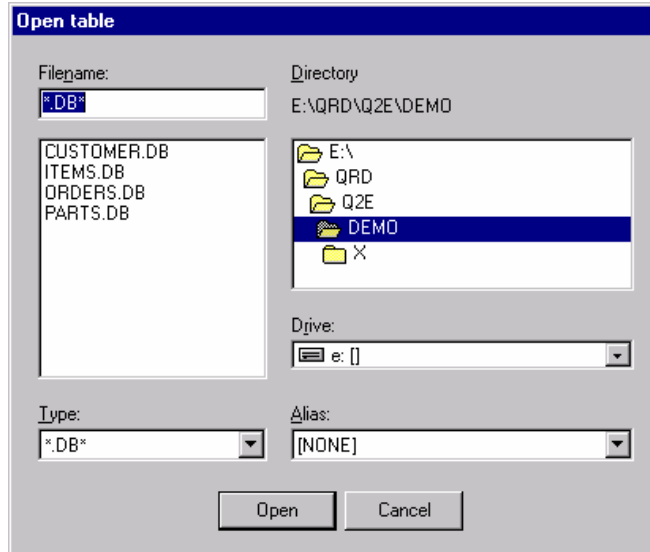 Open table
Filename:
*.DB*
CUSTOMER.DB
ITEMS.DB
ORDERS.DB
PARTS.DB
Type:
*.DB*
Directory
E:\QRD\Q2E\DEMO
E:\
QRD
Q2E
DEMO
X
Drive:
e: []
Alias:
[NONE]
Open
Cancel